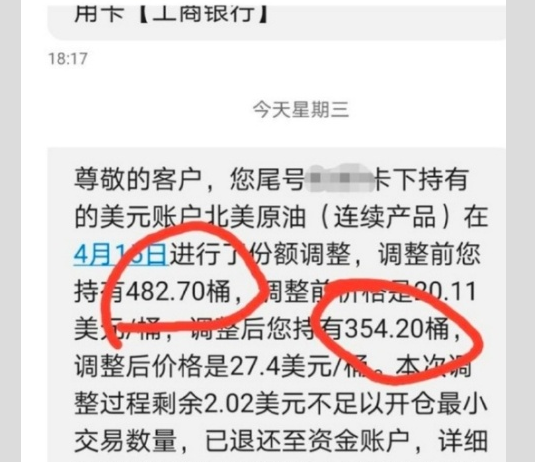 用卡【工商银行】
18:17
今天星期三
尊敬的客户，您尾号卡下持有
的美元账户北美原油（连续产品）在
4月15日进行了份额调整，调整前您
持有482.70桶，调整前价格是20.11
美元/桶，调整后您持有354.20桶，
调整后价格是27.4美元/桶。本次调
整过程剩余2.02美元不足以开仓最小
交易数量，已退还至资金账户，详细